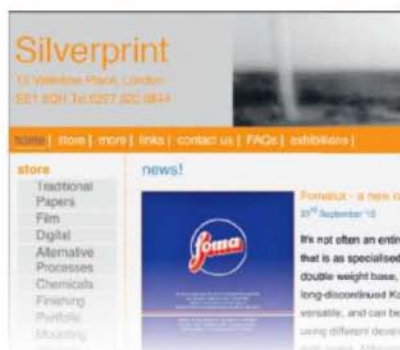 Silverprint
12 Valentine Place, London
SE1 8QH Tel:0207 620 0844
home | store | more | links | contact us | FAQs | exhibitions |
store
Traditional
Papers
Film
Digital
Alternative
Processes
Chemicals
Finishing
Portfolio
Mounting
news!
foma
Fomalux - a new
23rd September '10
It's not often an entir
that is as specialised
double weight base,
long-discontinued Ko
versatile, and can be
using different devel